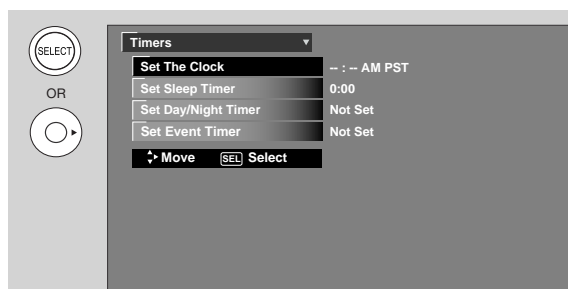 SELECT
OR
Timers
Set The Clock -- : -- AM PST
Set Sleep Timer 0:00
Set Day/Night Timer Not Set
Set Event Timer Not Set
Move SEL Select